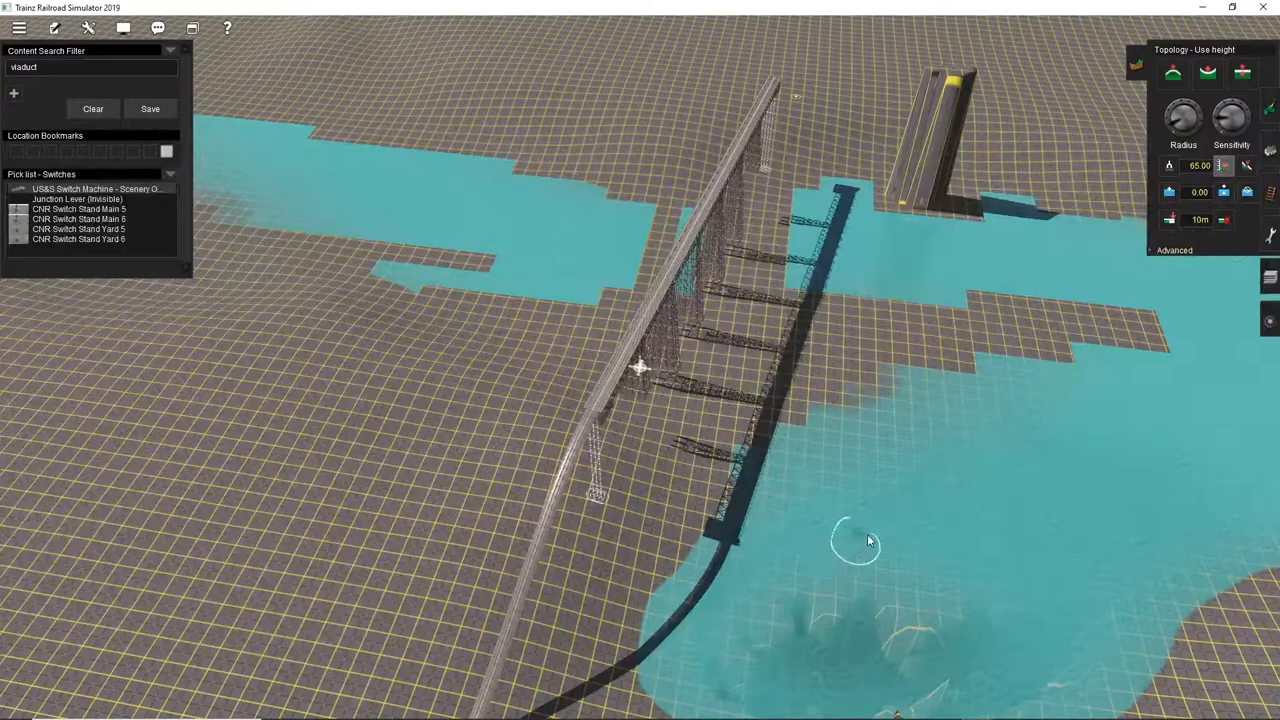 Trainz Railroad Simulator 2019
Content Search Filter
viaduct
Clear
Save
Location Bookmarks
Pick list - Switches
US&S Switch Machine - Scenery O...
Junction Lever (Invisible)
CNR Switch Stand Main 5
CNR Switch Stand Main 6
CNR Switch Stand Yard 5
CNR Switch Stand Yard 6
Topology - Use height
Radius
Sensitivity
65.00
0.00
10m
Advanced